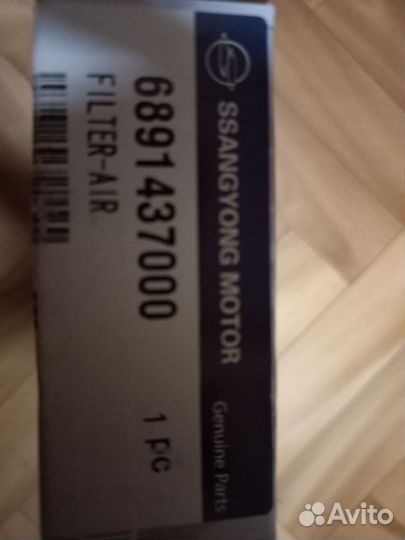 SSANGYONG MOTOR Genuine Parts
6891437000 1 pc
FILTER-AIR
Avito